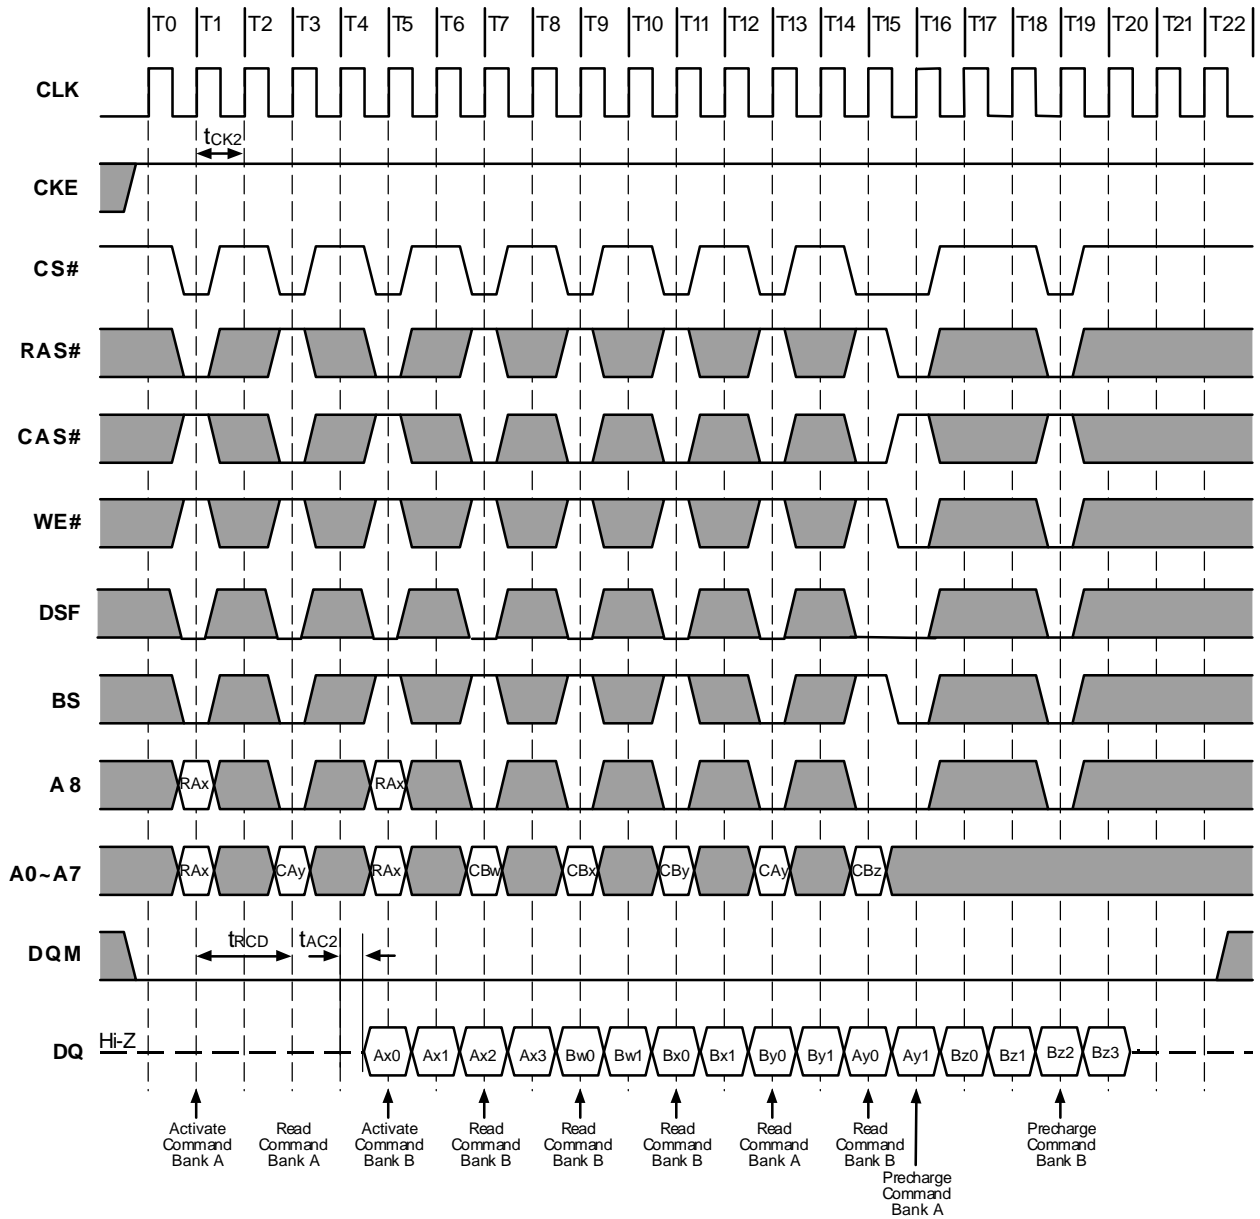 T0 T1 T2 T3 T4 T5 T6 T7 T8 T9 T10 T11 T12 T13 T14 T15 T16 T17 T18 T19 T20 T21 T22
CLK
tCK2
CKE
CS#
RAS#
CAS#
WE#
DSF
BS
A8 RAx RAx
A0~A7 RAx CAy RAx CBw CBx CBy CAy CBz
DQM tRCD tAC2
DQ Hi-Z Ax0 Ax1 Ax2 Ax3 Bw0 Bw1 Bx0 Bx1 By0 By1 Ay0 Ay1 Bz0 Bz1 Bz2 Bz3
Activate
Command
Bank A
Read
Command
Bank A
Activate
Command
Bank B
Read
Command
Bank B
Read
Command
Bank B
Read
Command
Bank B
Read
Command
Bank A
Read
Command
Bank B
Precharge
Command
Bank A
Precharge
Command
Bank B